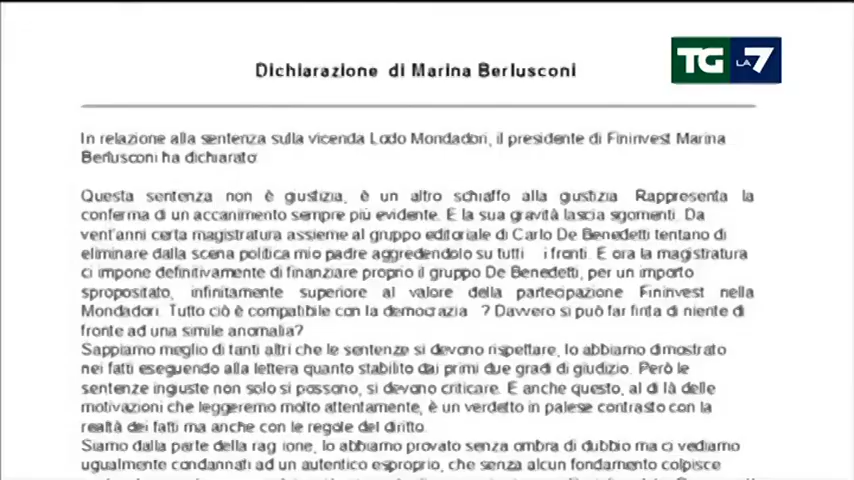 TG LA 7
Dichiarazione di Marina Berlusconi
In relazione alla sentenza sulla vicenda Lodo Mondadori, il presidente di Fininvest Marina
Berlusconi ha dichiarato
Questa sentenza non è giustizia, è un altro schiaffo alla giustizia Rappresenta la
conferma di un accanimento sempre più evidente. E la sua gravità lascia sgomenti. Da
vent'anni certa magistratura assieme al gruppo editoriale di Carlo De Benedetti tentano di
eliminare dalla scena politica mio padre aggredendolo su tutti i fronti. E ora la magistratura
ci impone definitivamente di finanziare proprio il gruppo De Benedetti, per un importo
spropositato, infinitamente superiore al valore della partecipazione Fininvest nella
Mondadori. Tutto ciò è compatibile con la democrazia ? Davvero si può far finta di niente di
fronte ad una simile anomalia?
Sappiamo meglio di tanti altri che le sentenze si devono rispettare, lo abbiamo dimostrato
nei fatti eseguendo alla lettera quanto stabilito dai primi due gradi di giudizio. Però le
sentenze ingiuste non solo si possono, si devono criticare. E anche questo, al di là delle
motivazioni che leggeremo molto attentamente, è un verdetto in palese contrasto con la
realtà dei fatti ma anche con le regole del diritto.
Siamo dalla parte della rag ione, lo abbiamo provato senza ombra di dubbio ma ci vediamo
ugualmente condannati ad un autentico esproprio, che senza alcun fondamento colpisce